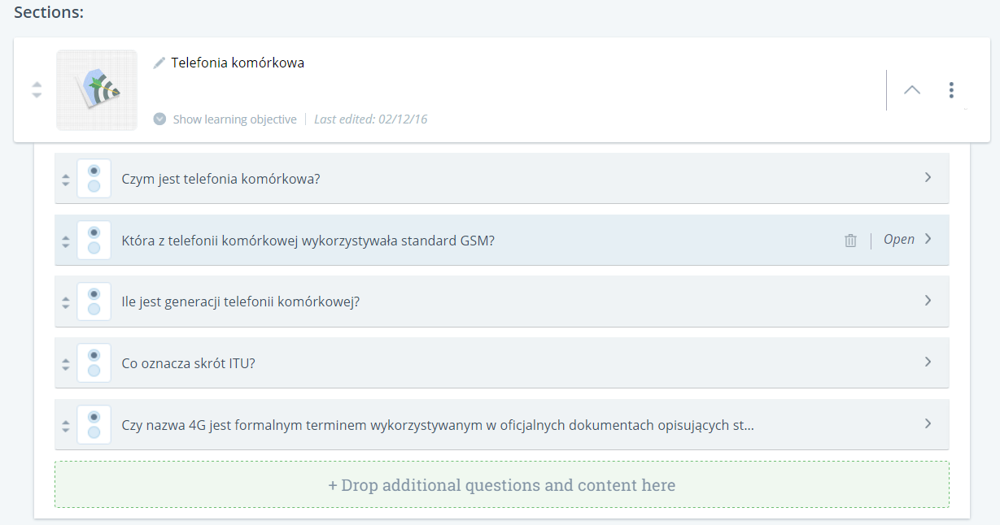 Sections:
Telefonia komórkowa
Show learning objective
Last edited: 02/12/16
Czym jest telefonia komórkowa?
Która z telefonii komórkowej wykorzystywała standard GSM?
Open
Ile jest generacji telefonii komórkowej?
Co oznacza skrót ITU?
Czy nazwa 4G jest formalnym terminem wykorzystywanym w oficjalnych dokumentach opisujących st...
+ Drop additional questions and content here